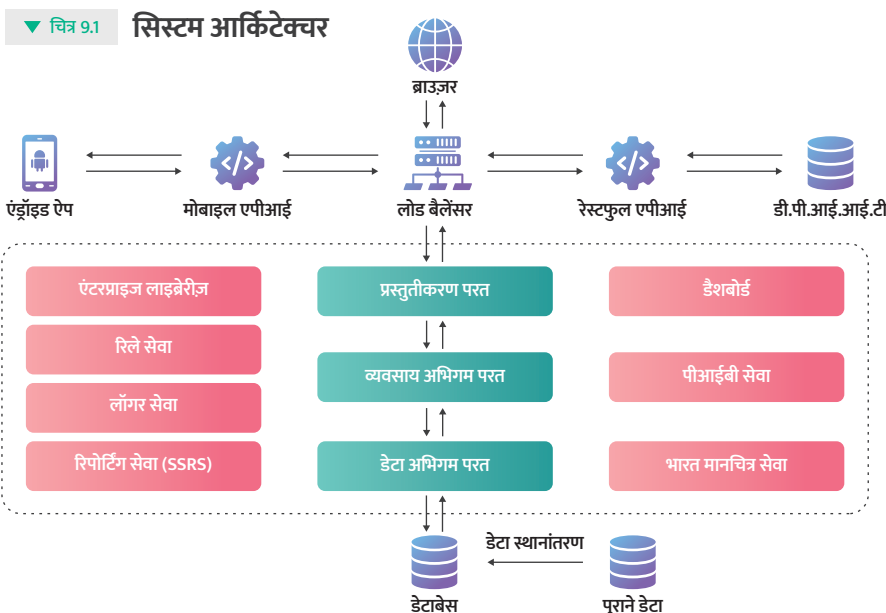 ▼ चित्र 9.1 सिस्टम आर्किटेक्चर
ब्राउज़र
एंड्रॉइड ऐप
मोबाइल एपीआई
लोड बैलेंसर
रेस्टफुल एपीआई
डी.पी.आई.आई.टी
एंटरप्राइज लाइब्रेरीज़
रिले सेवा
लॉगर सेवा
रिपोर्टिंग सेवा (SSRS)
प्रस्तुतीकरण परत
व्यवसाय अभिगम परत
डेटा अभिगम परत
डैशबोर्ड
पीआईबी सेवा
भारत मानचित्र सेवा
डेटा स्थानांतरण
डेटाबेस
पुराने डेटा